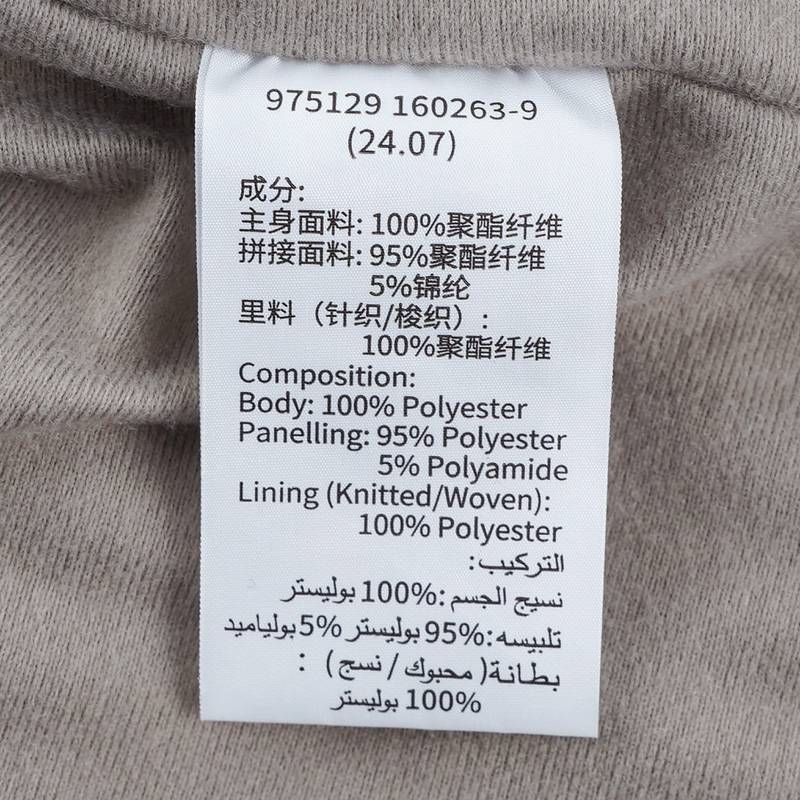 975129 160263-9
(24.07)
成分:
主身面料: 100%聚酯纤维
拼接面料: 95%聚酯纤维
5%锦纶
里料（针织/梭织）:
100%聚酯纤维
Composition:
Body: 100% Polyester
Panelling: 95% Polyester
5% Polyamide
Lining (Knitted/Woven):
100% Polyester
التركيب:
نسيج الجسم: 100% بوليستر
تلبيسه: 95% بوليستر 5% بولياميد
بطانة( محبوك / نسج ) :
100% بوليستر